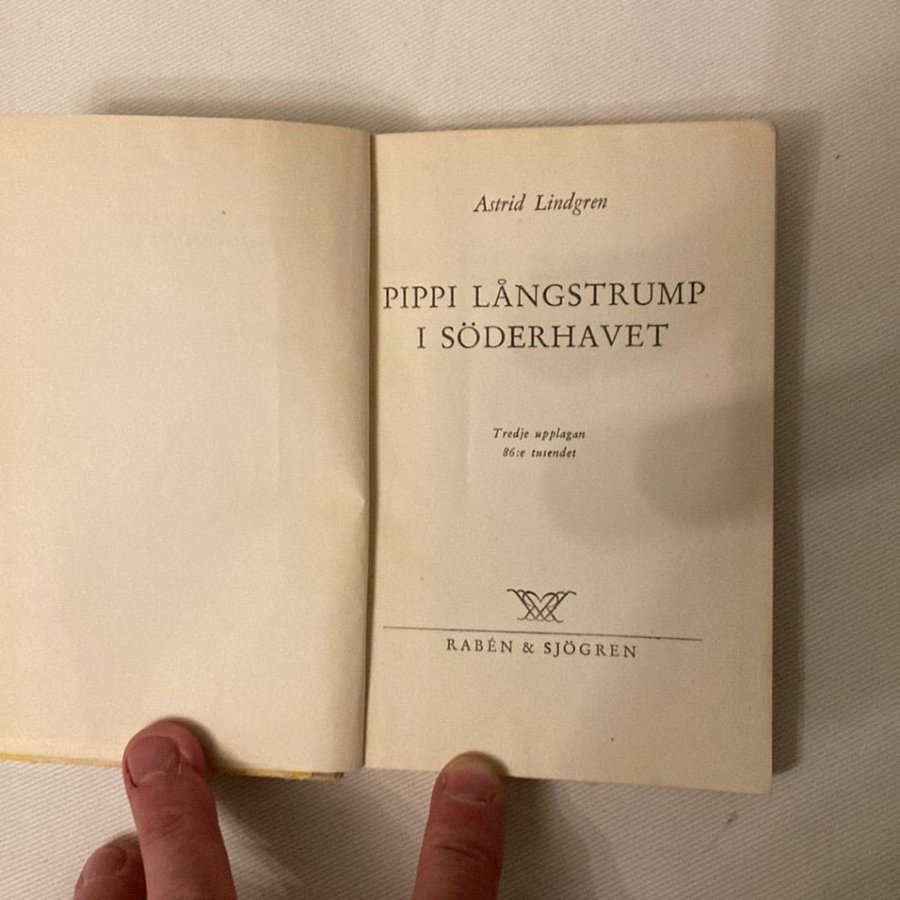 Astrid Lindgren
PIPPI LÅNGSTRUMP
I SÖDERHAVET
Tredje upplagan
86:e tusendet
RABÉN & SJÖGREN